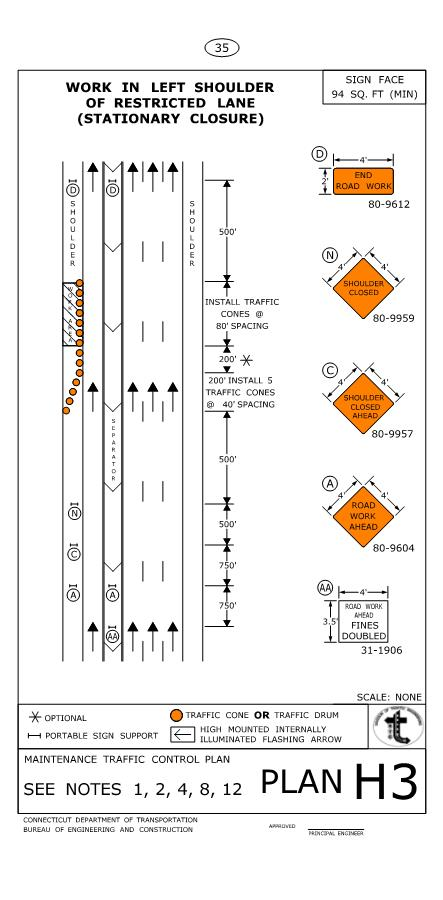 35
WORK IN LEFT SHOULDER
OF RESTRICTED LANE
(STATIONARY CLOSURE)
SIGN FACE
94 SQ. FT (MIN)
D
4'
2'
END
ROAD WORK
80-9612
N
4'
4'
SHOULDER
CLOSED
80-9959
C
4'
4'
SHOULDER
CLOSED
AHEAD
80-9957
A
4'
4'
ROAD
WORK
AHEAD
80-9604
AA
4'
3.5'
ROAD WORK
AHEAD
FINES
DOUBLED
31-1906
D
D
SHOULDER
SHOULDER
500'
INSTALL TRAFFIC
CONES @
80' SPACING
200'
200' INSTALL 5
TRAFFIC CONES
@ 40' SPACING
SEPARATOR
500'
N
500'
C
750'
A
A
750'
AA
SCALE: NONE
OPTIONAL
TRAFFIC CONE OR TRAFFIC DRUM
PORTABLE SIGN SUPPORT
HIGH MOUNTED INTERNALLY
ILLUMINATED FLASHING ARROW
MAINTENANCE TRAFFIC CONTROL PLAN
SEE NOTES 1, 2, 4, 8, 12
PLAN H3
CONNECTICUT DEPARTMENT OF TRANSPORTATION
BUREAU OF ENGINEERING AND CONSTRUCTION
APPROVED
PRINCIPAL ENGINEER